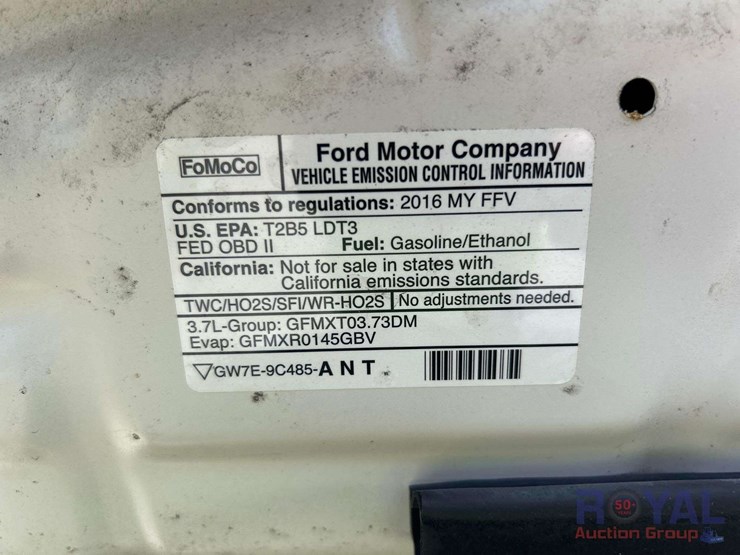 FoMoCo
Ford Motor Company
VEHICLE EMISSION CONTROL INFORMATION
Conforms to regulations: 2016 MY FFV
U.S. EPA: T2B5 LDT3
FED OBD II Fuel: Gasoline/Ethanol
California: Not for sale in states with
California emissions standards.
TWC/HO2S/SFI/WR-HO2S No adjustments needed.
3.7L-Group: GFMXT03.73DM
Evap: GFMXR0145GBV
GW7E-9C485-ANT
ROYAL
50
Auction Group